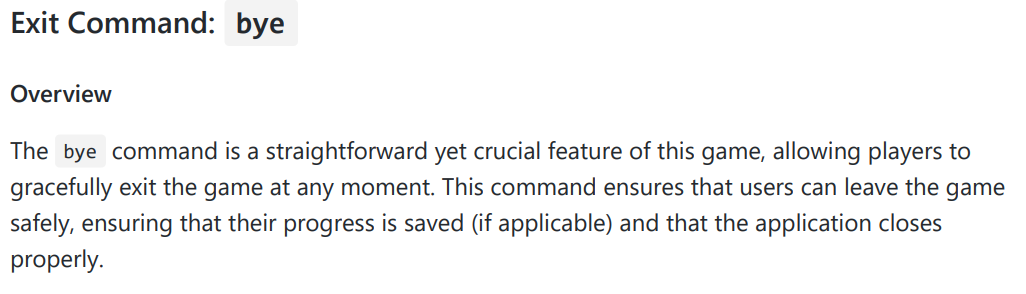 Exit Command: bye
Overview
The bye command is a straightforward yet crucial feature of this game, allowing players to
gracefully exit the game at any moment. This command ensures that users can leave the game
safely, ensuring that their progress is saved (if applicable) and that the application closes
properly.